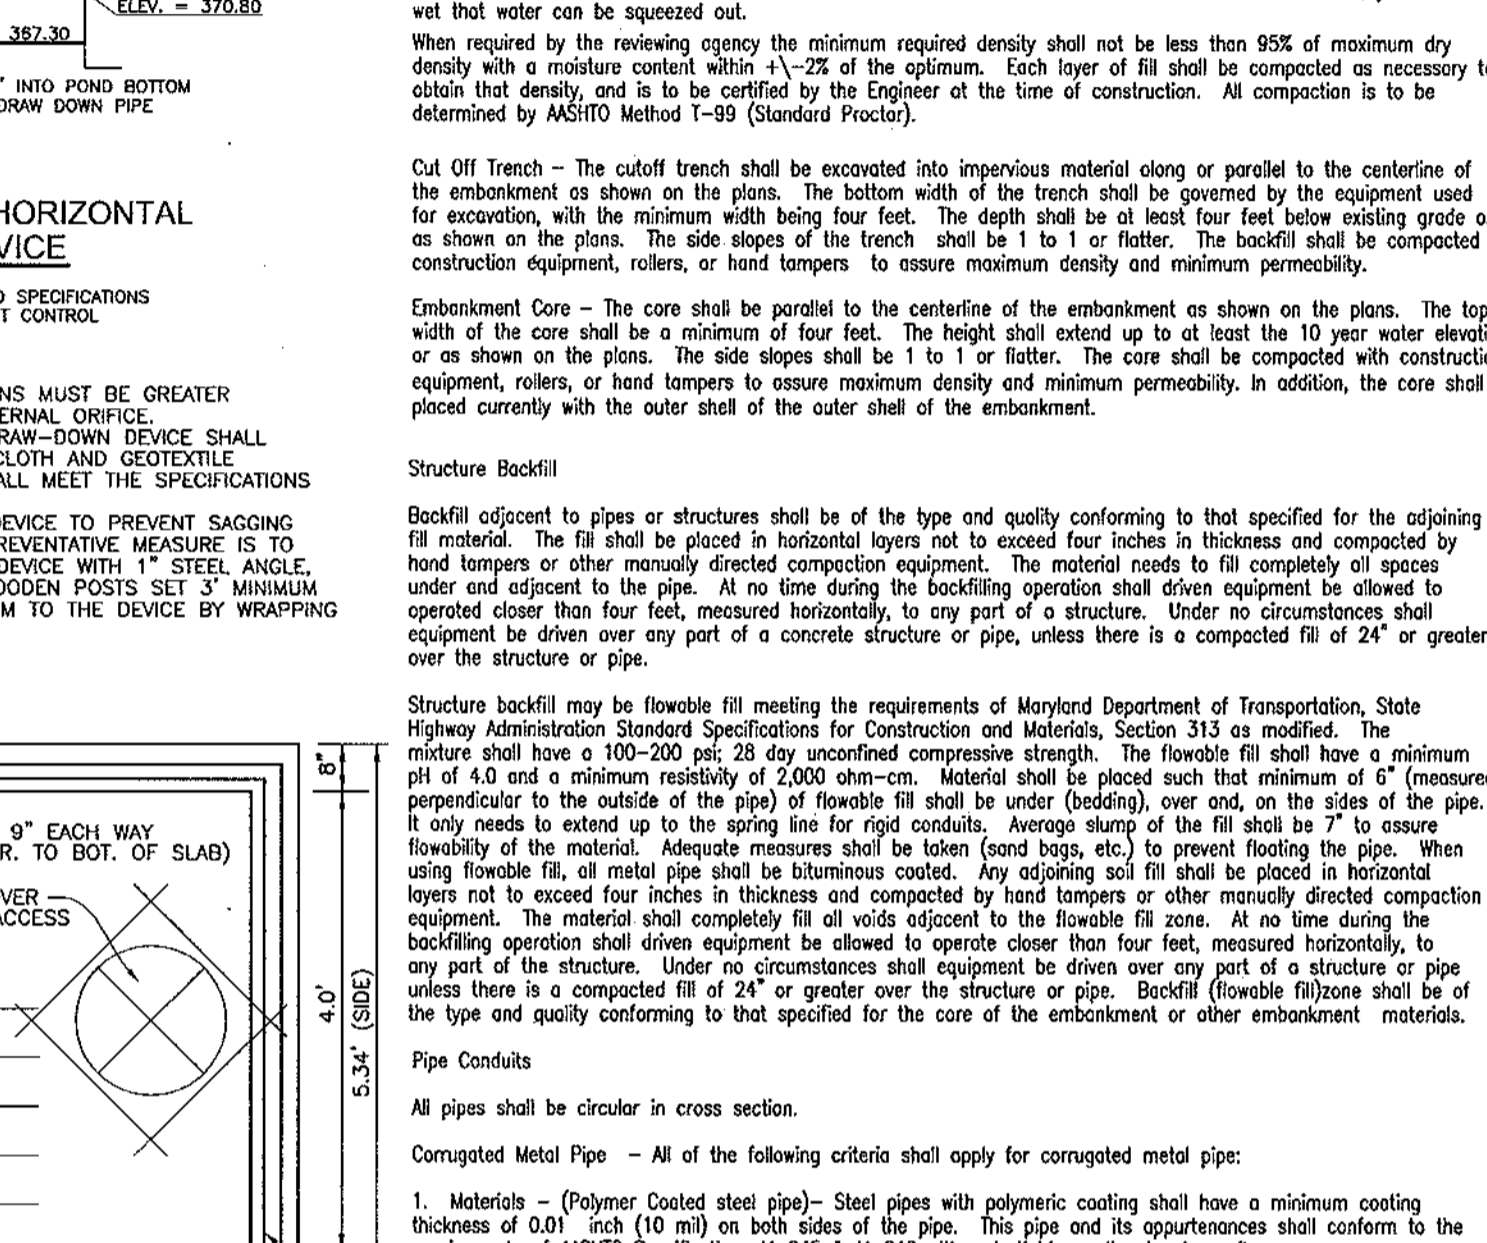 ELEV. = 370.80
367.30
" INTO POND BOTTOM
DRAW DOWN PIPE
HORIZONTAL
VICE
SPECIFICATIONS
T CONTROL
NS MUST BE GREATER
ERNAL ORIFICE.
RAW-DOWN DEVICE SHALL
CLOTH AND GEOTEXTILE
ALL MEET THE SPECIFICATIONS
EVICE TO PREVENT SAGGING
REVENTATIVE MEASURE IS TO
DEVICE WITH 1" STEEL ANGLE,
OODEN POSTS SET 3' MINIMUM
M TO THE DEVICE BY WRAPPING
9" EACH WAY
R. TO BOT. OF SLAB)
VER
ACCESS
8"
4.0'
5.34' (SIDE)
wet that water can be squeezed out.
When required by the reviewing agency the minimum required density shall not be less than 95% of maximum dry
density with a moisture content within +\-2% of the optimum. Each layer of fill shall be compacted as necessary t
obtain that density, and is to be certified by the Engineer at the time of construction. All compaction is to be
determined by AASHTO Method T-99 (Standard Proctor).
Cut Off Trench - The cutoff trench shall be excavated into impervious material along or parallel to the centerline of
the embankment as shown on the plans. The bottom width of the trench shall be governed by the equipment used
for excavation, with the minimum width being four feet. The depth shall be at least four feet below existing grade o
as shown on the plans. The side slopes of the trench shall be 1 to 1 or flatter. The backfill shall be compacted
construction equipment, rollers, or hand tampers to assure maximum density and minimum permeability.
Embankment Core - The core shall be parallel to the centerline of the embankment as shown on the plans. The top
width of the core shall be a minimum of four feet. The height shall extend up to at least the 10 year water elevati
or as shown on the plans. The side slopes shall be 1 to 1 or flatter. The core shall be compacted with constructi
equipment, rollers, or hand tampers to assure maximum density and minimum permeability. In addition, the core shall
placed currently with the outer shell of the outer shell of the embankment.
Structure Backfill
Backfill adjacent to pipes or structures shall be of the type and quality conforming to that specified for the adjoining
fill material. The fill shall be placed in horizontal layers not to exceed four inches in thickness and compacted by
hand tampers or other manually directed compaction equipment. The material needs to fill completely all spaces
under and adjacent to the pipe. At no time during the backfilling operation shall driven equipment be allowed to
operated closer than four feet, measured horizontally, to any part of a structure. Under no circumstances shall
equipment be driven over any part of a concrete structure or pipe, unless there is a compacted fill of 24" or greater
over the structure or pipe.
Structure backfill may be flowable fill meeting the requirements of Maryland Department of Transportation, State
Highway Administration Standard Specifications for Construction and Materials, Section 313 as modified. The
mixture shall have a 100-200 psi; 28 day unconfined compressive strength. The flowable fill shall have a minimum
pH of 4.0 and a minimum resistivity of 2,000 ohm-cm. Material shall be placed such that minimum of 6" (measure
perpendicular to the outside of the pipe) of flowable fill shall be under (bedding), over and, on the sides of the pipe.
It only needs to extend up to the spring line for rigid conduits. Average slump of the fill shall be 7" to assure
flowability of the material. Adequate measures shall be taken (sand bags, etc.) to prevent floating the pipe. When
using flowable fill, all metal pipe shall be bituminous coated. Any adjoining soil fill shall be placed in horizontal
layers not to exceed four inches in thickness and compacted by hand tampers or other manually directed compaction
equipment. The material shall completely fill all voids adjacent to the flowable fill zone. At no time during the
backfilling operation shall driven equipment be allowed to operate closer than four feet, measured horizontally, to
any part of the structure. Under no circumstances shall equipment be driven over any part of a structure or pipe
unless there is a compacted fill of 24" or greater over the structure or pipe. Backfill (flowable fill)zone shall be of
the type and quality conforming to that specified for the core of the embankment or other embankment materials.
Pipe Conduits
All pipes shall be circular in cross section.
Corrugated Metal Pipe - All of the following criteria shall apply for corrugated metal pipe:
1. Materials - (Polymer Coated steel pipe)- Steel pipes with polymeric coating shall have a minimum coating
thickness of 0.01 inch (10 mil) on both sides of the pipe. This pipe and its appurtenances shall conform to the